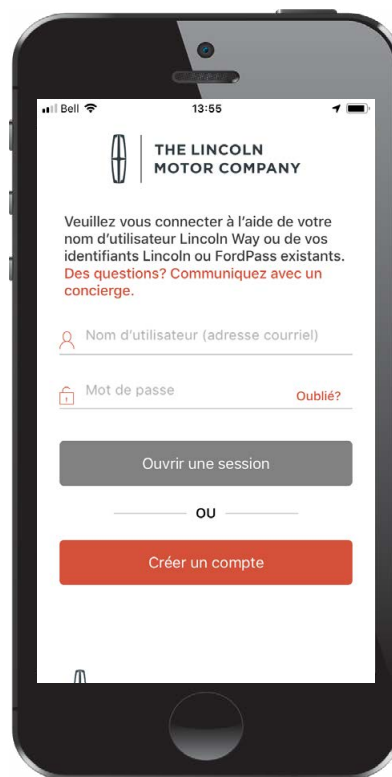 Bell 13:55
THE LINCOLN
MOTOR COMPANY
Veuillez vous connecter à l'aide de votre
nom d'utilisateur Lincoln Way ou de vos
identifiants Lincoln ou FordPass existants.
Des questions? Communiquez avec un
concierge.
Nom d'utilisateur (adresse courriel)
Mot de passe Oublié?
Ouvrir une session
OU
Créer un compte